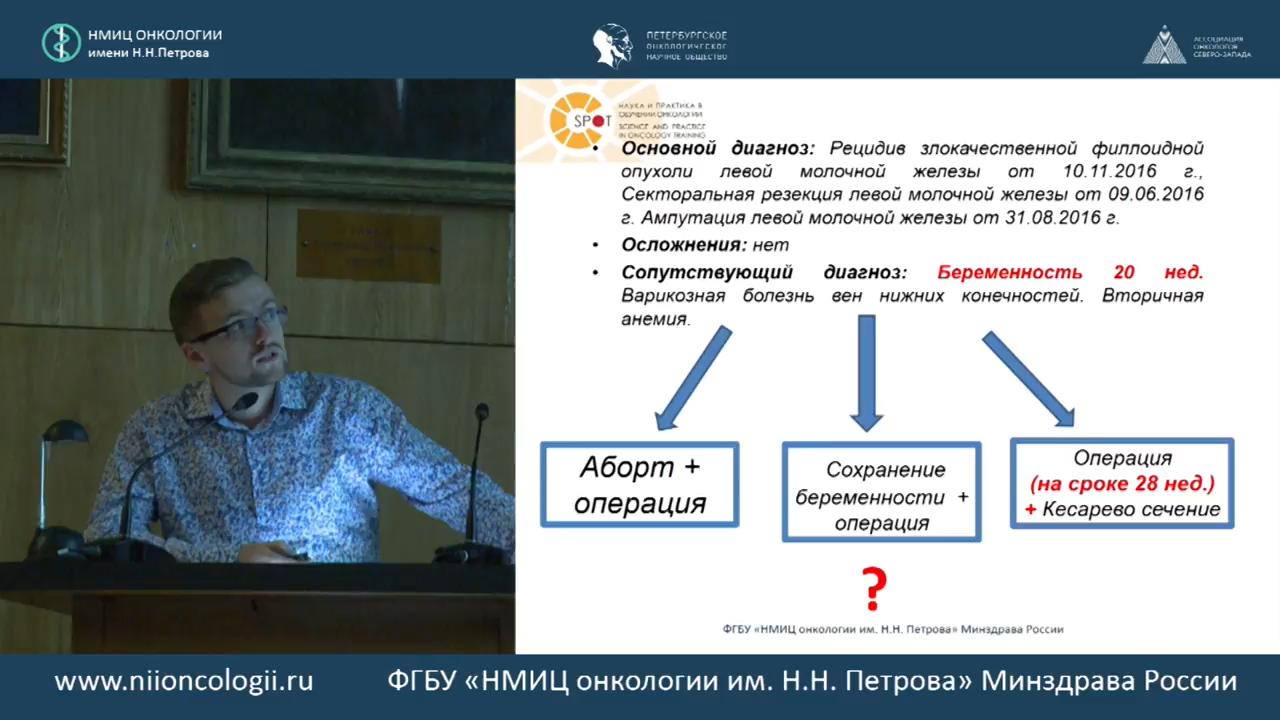 НМИЦ ОНКОЛОГИИ
имени Н.Н.Петрова
ПЕТЕРБУРГСКОЕ
ОНКОЛОГИЧЕСКОЕ
НАУЧНОЕ ОБЩЕСТВО
АССОЦИАЦИЯ
ОНКОЛОГОВ
СЕВЕРО-ЗАПАДА
SPOT
НАУКА И ПРАКТИКА В
ОБУЧЕНИИ ОНКОЛОГИИ
SCIENCE AND PRACTICE
IN ONCOLOGY TRAINING
• Основной диагноз: Рецидив злокачественной филлоидной
опухоли левой молочной железы от 10.11.2016 г.,
Секторальная резекция левой молочной железы от 09.06.2016
г. Ампутация левой молочной железы от 31.08.2016 г.
• Осложнения: нет
• Сопутствующий диагноз: Беременность 20 нед.
Варикозная болезнь вен нижних конечностей. Вторичная
анемия.
Аборт +
операция
Сохранение
беременности +
операция
Операция
(на сроке 28 нед.)
+ Кесарево сечение
?
ФГБУ «НМИЦ онкологии им. Н.Н. Петрова» Минздрава России
www.niioncologii.ru
ФГБУ «НМИЦ онкологии им. Н.Н. Петрова» Минздрава России